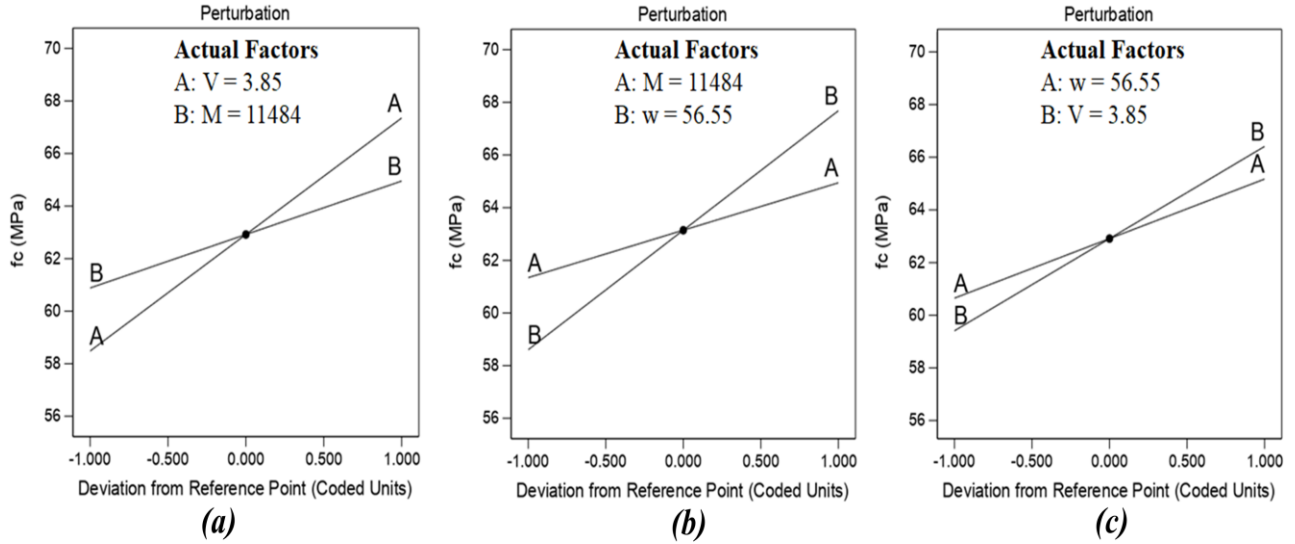 Perturbation
Actual Factors
A: V = 3.85
B: M = 11484
70
68
66
64
62
60
58
56
fc (MPa)
A
B
B
A
-1.000
-0.500
0.000
0.500
1.000
Deviation from Reference Point (Coded Units)
(a)
Perturbation
Actual Factors
A: M = 11484
B: w = 56.55
70
68
66
64
62
60
58
56
fc (MPa)
B
A
A
B
-1.000
-0.500
0.000
0.500
1.000
Deviation from Reference Point (Coded Units)
(b)
Perturbation
Actual Factors
A: w = 56.55
B: V = 3.85
70
68
66
64
62
60
58
56
fc (MPa)
B
A
A
B
-1.000
-0.500
0.000
0.500
1.000
Deviation from Reference Point (Coded Units)
(c)